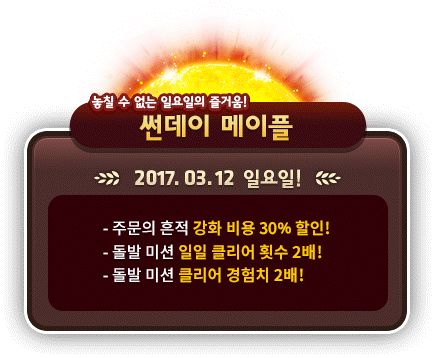 놓칠 수 없는 일요일의 즐거움!
썬데이 메이플
2017. 03. 12 일요일!
- 주문의 흔적 강화 비용 30% 할인!
- 돌발 미션 일일 클리어 횟수 2배!
- 돌발 미션 클리어 경험치 2배!